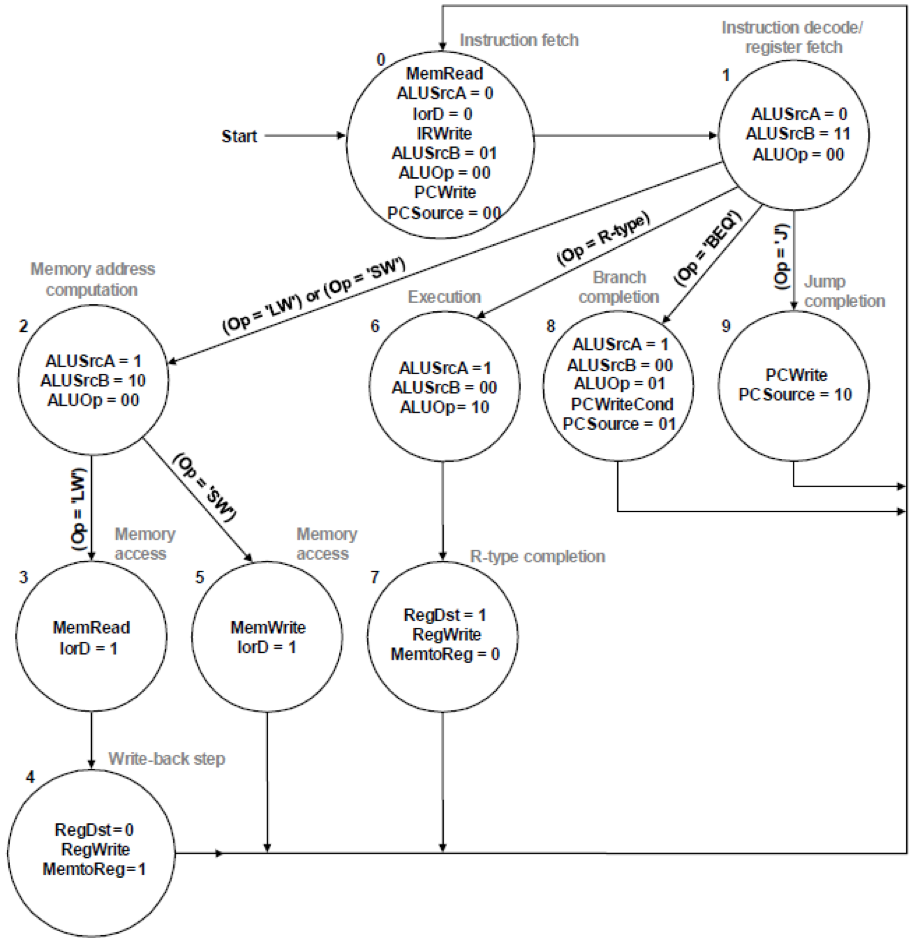 Instruction fetch
0
MemRead
ALUSrcA = 0
IorD = 0
IRWrite
ALUSrcB = 01
ALUOp = 00
PCWrite
PCSource = 00
Start
Instruction decode/
register fetch
1
ALUSrcA = 0
ALUSrcB = 11
ALUOp = 00
(Op = 'LW') or (Op = 'SW')
(Op = R-type)
(Op = 'BEQ')
(Op = 'J')
Memory address
computation
2
ALUSrcA = 1
ALUSrcB = 10
ALUOp = 00
Execution
6
ALUSrcA =1
ALUSrcB = 00
ALUOp= 10
Branch
completion
8
ALUSrcA = 1
ALUSrcB = 00
ALUOp = 01
PCWriteCond
PCSource = 01
Jump
completion
9
PCWrite
PCSource = 10
(Op = 'LW')
(Op = 'SW')
Memory
access
3
MemRead
IorD = 1
Memory
access
5
MemWrite
IorD = 1
R-type completion
7
RegDst = 1
RegWrite
MemtoReg = 0
Write-back step
4
RegDst=0
RegWrite
MemtoReg=1